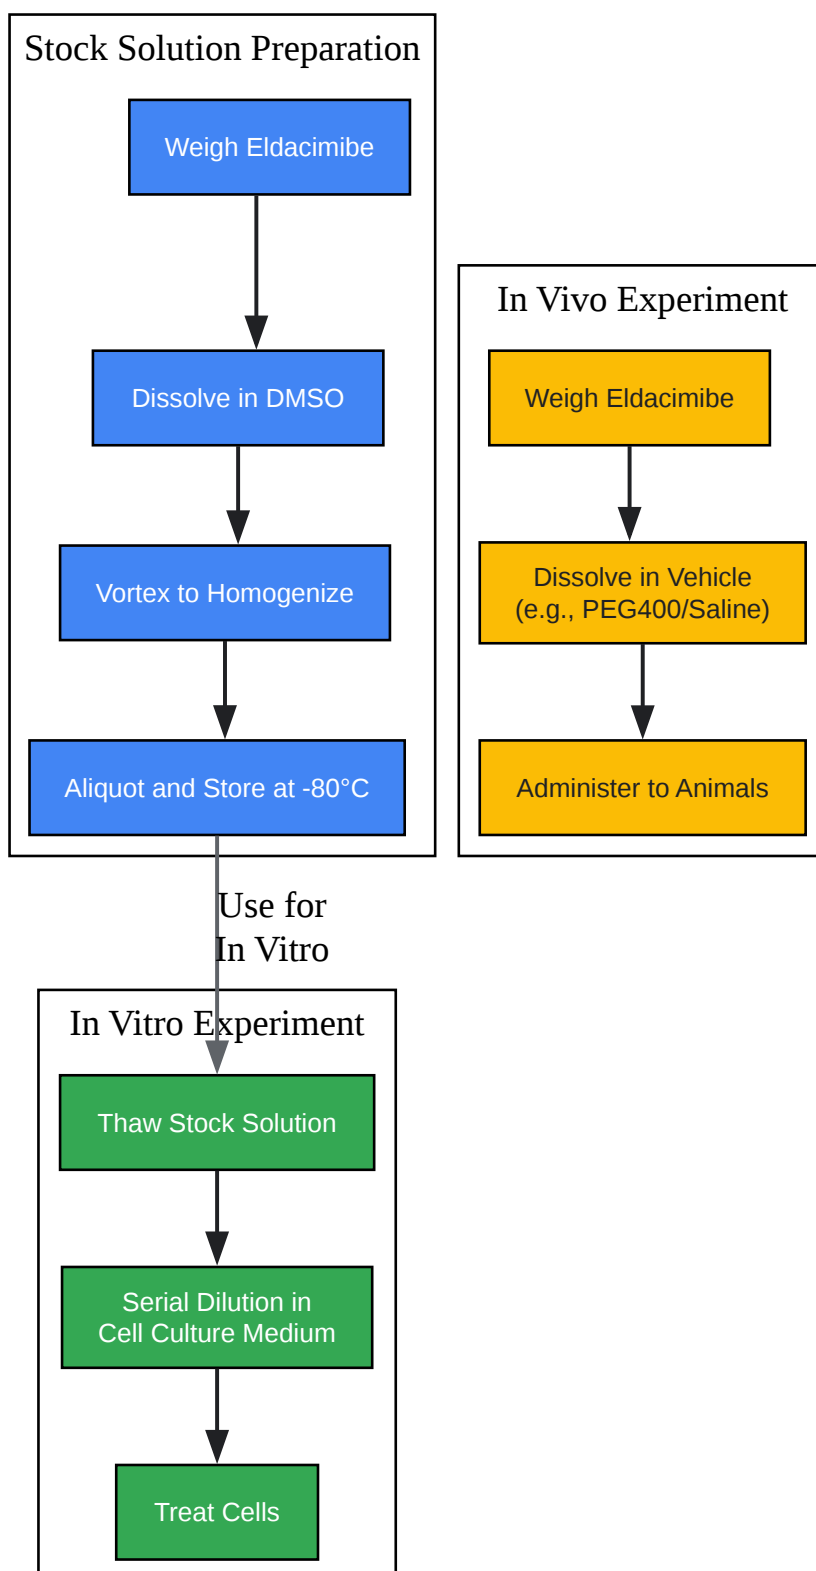 Stock Solution Preparation
Weigh Eldacimibe
Dissolve in DMSO
Vortex to Homogenize
Aliquot and Store at -80°C
In Vivo Experiment
Weigh Eldacimibe
Dissolve in Vehicle
(e.g., PEG400/Saline)
Administer to Animals
Use for
In Vitro
In Vitro Experiment
Thaw Stock Solution
Serial Dilution in
Cell Culture Medium
Treat Cells